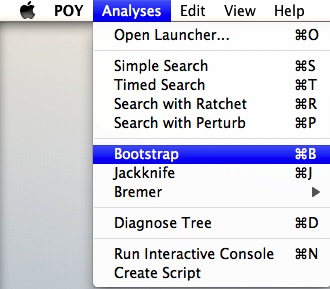 POY Analyses Edit View Help
Open Launcher... ⌘O
Simple Search ⌘S
Timed Search ⌘T
Search with Ratchet ⌘R
Search with Perturb ⌘P
Bootstrap ⌘B
Jackknife ⌘J
Bremer ▶
Diagnose Tree ⌘D
Run Interactive Console ⌘N
Create Script